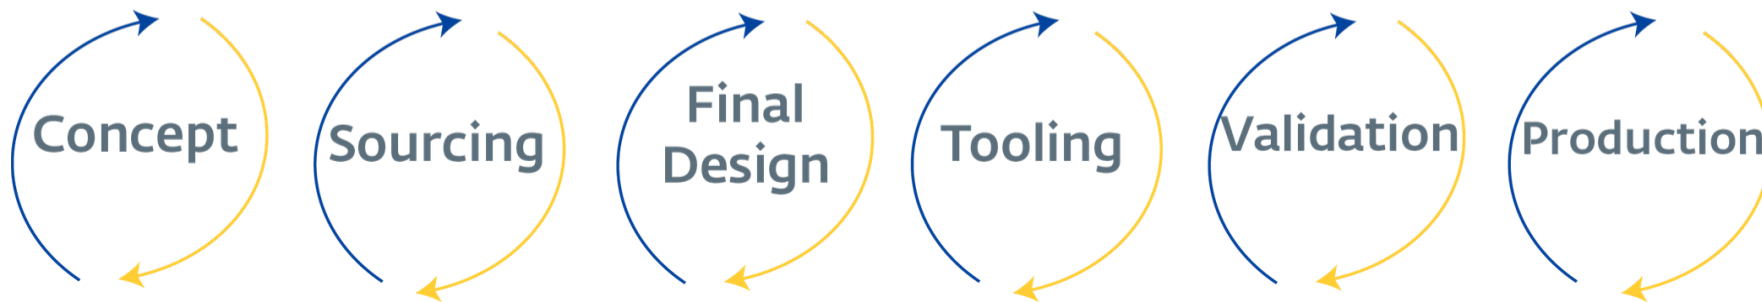 Concept
Sourcing
Final
Design
Tooling
Validation
Production